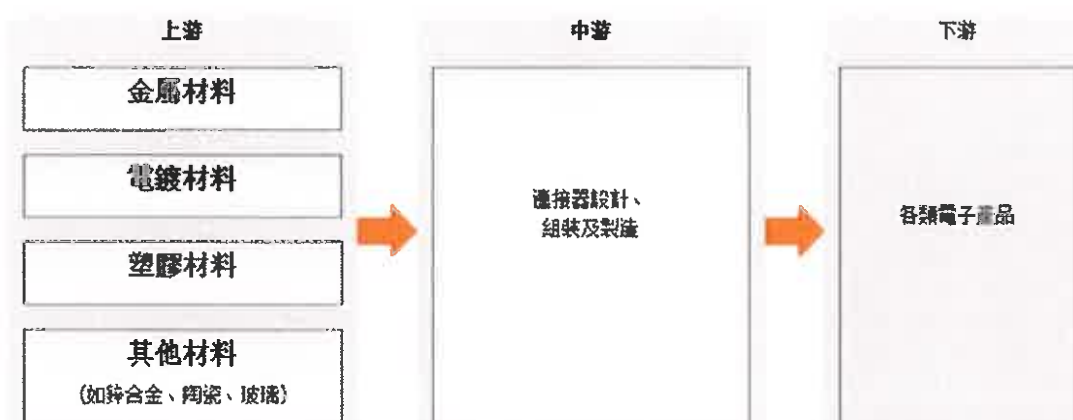 上游
金屬材料
電鍍材料
塑膠材料
其他材料
(如鋅合金、陶瓷、玻璃)
中游
連接器設計、
組裝及製造
下游
各類電子產品